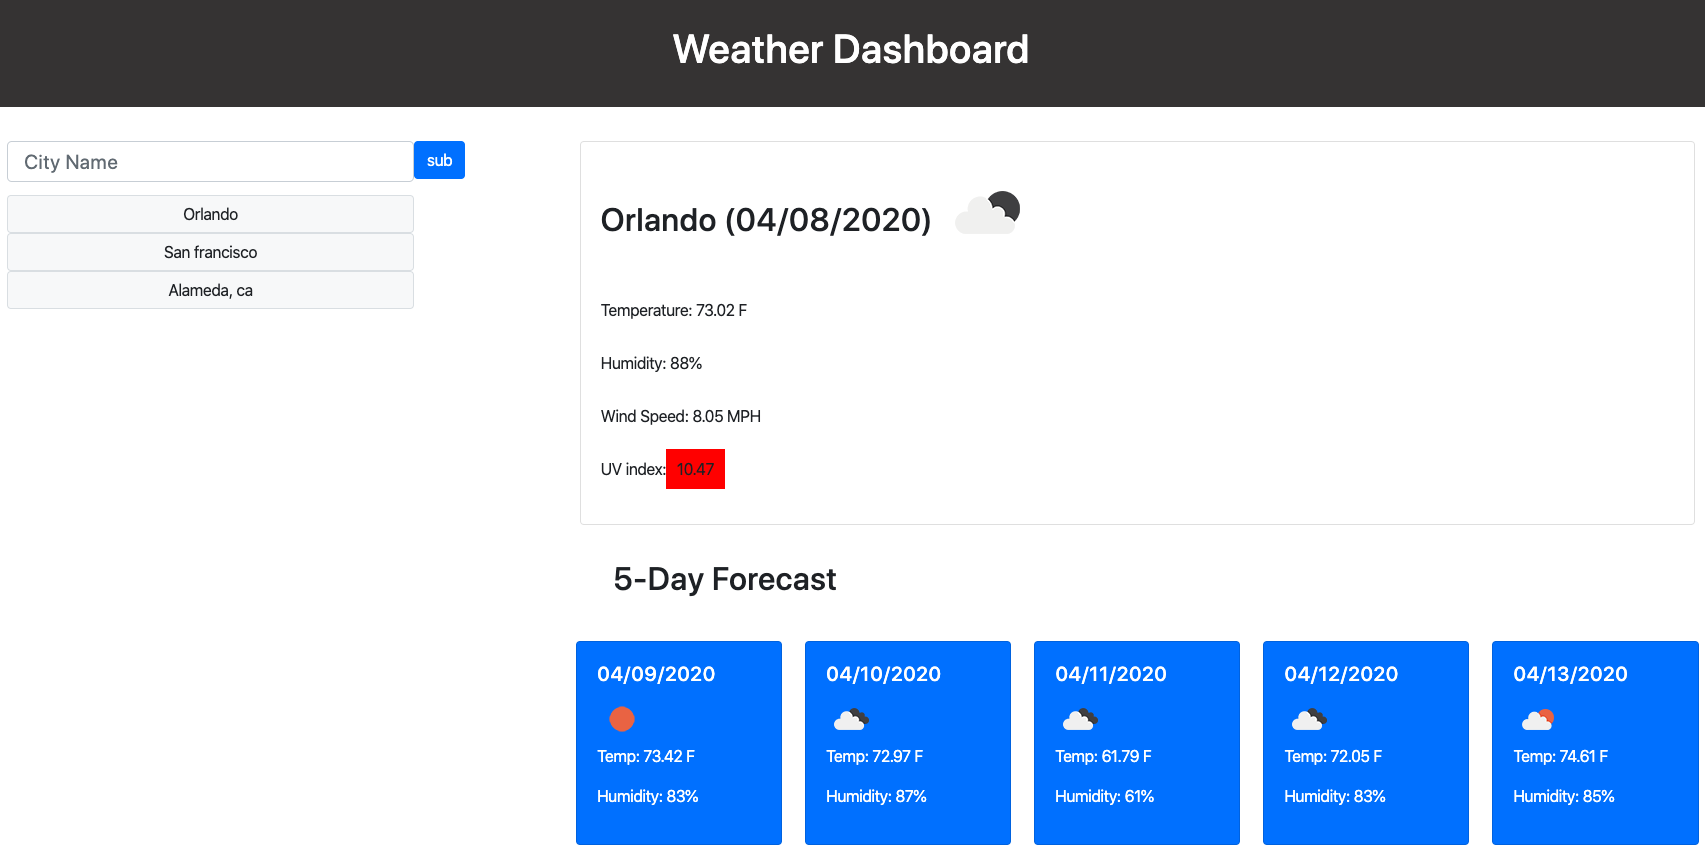 Weather Dashboard
City Name
sub
Orlando
San francisco
Alameda, ca
Orlando (04/08/2020)
Temperature: 73.02 F
Humidity: 88%
Wind Speed: 8.05 MPH
UV index: 10.47
5-Day Forecast
04/09/2020
Temp: 73.42 F
Humidity: 83%
04/10/2020
Temp: 72.97 F
Humidity: 87%
04/11/2020
Temp: 61.79 F
Humidity: 61%
04/12/2020
Temp: 72.05 F
Humidity: 83%
04/13/2020
Temp: 74.61 F
Humidity: 85%